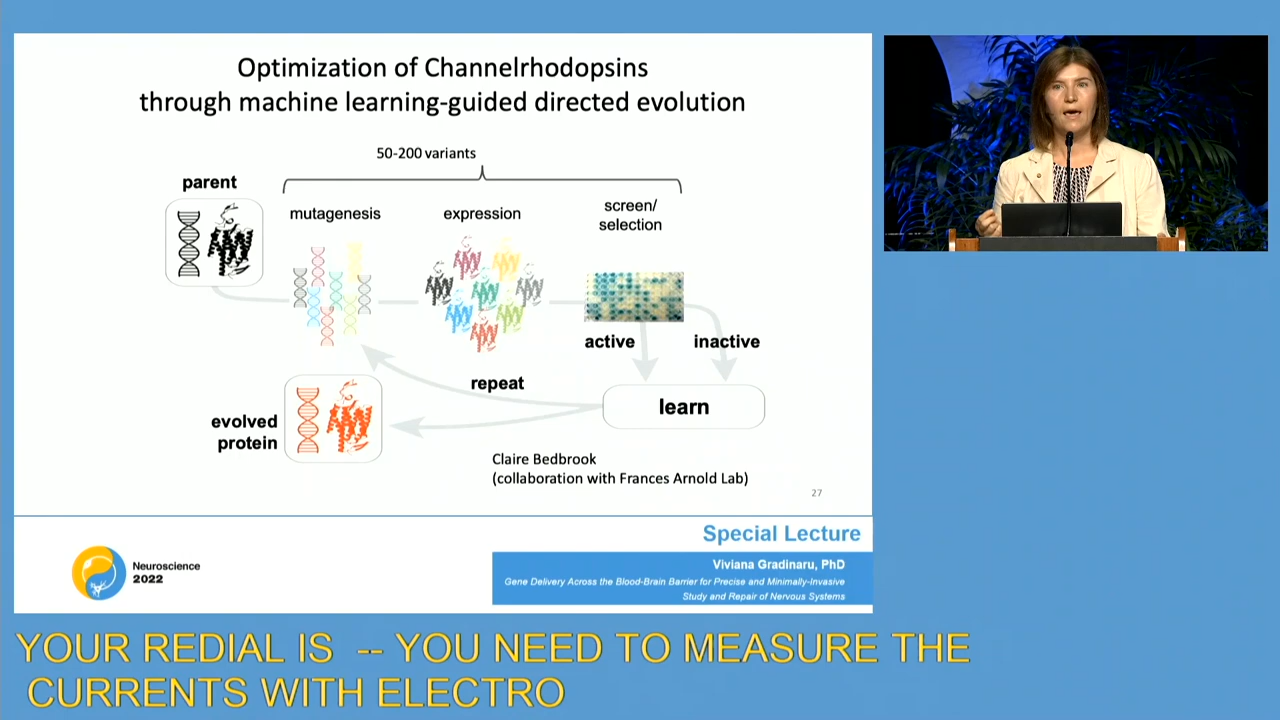 Optimization of Channelrhodopsins
through machine learning-guided directed evolution
50-200 variants
parent
mutagenesis
expression
screen/
selection
active
inactive
repeat
learn
evolved
protein
Claire Bedbrook
(collaboration with Frances Arnold Lab)
27
Special Lecture
Neuroscience
2022
Viviana Gradinaru, PhD
Gene Delivery Across the Blood-Brain Barrier for Precise and Minimally-Invasive
Study and Repair of Nervous Systems
YOUR REDIAL IS -- YOU NEED TO MEASURE THE
CURRENTS WITH ELECTRO